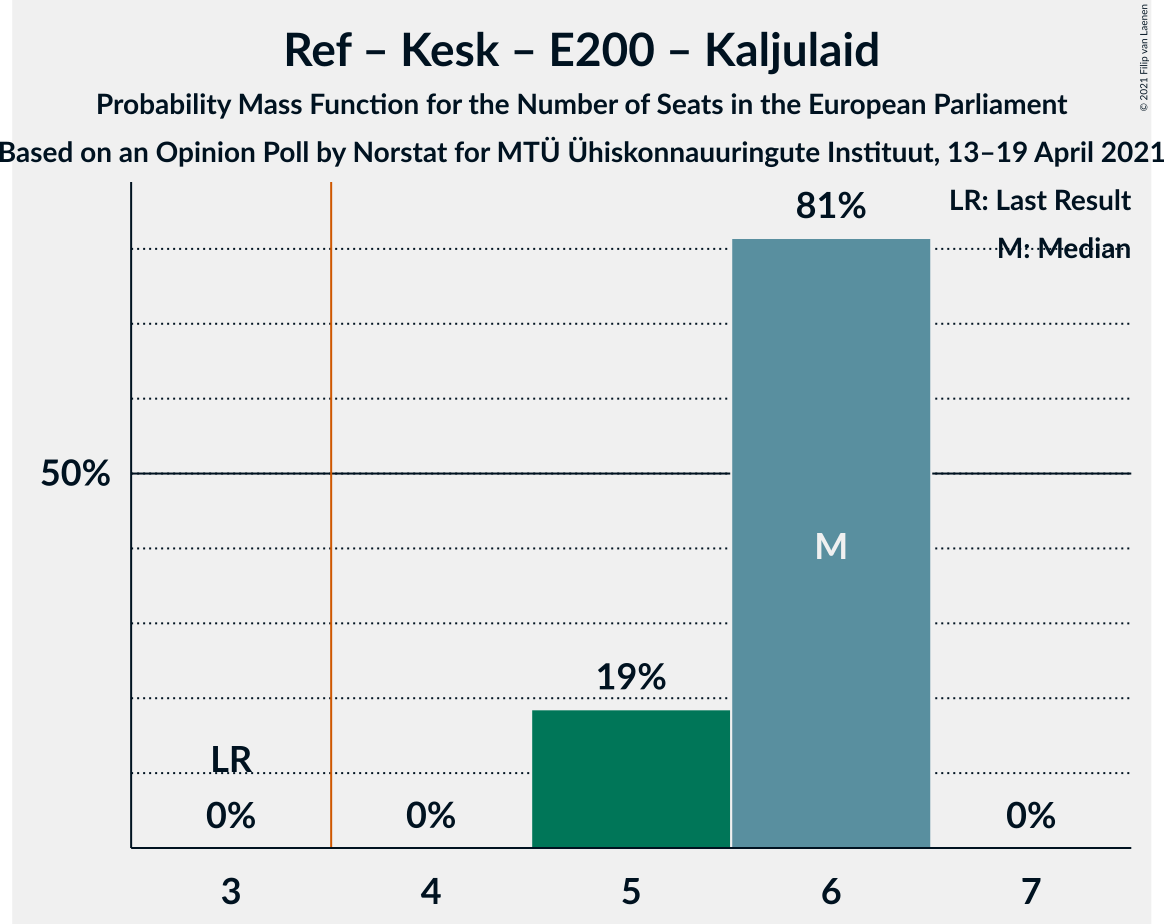 Ref – Kesk – E200 – Kaljulaid
Probability Mass Function for the Number of Seats in the European Parliament
Based on an Opinion Poll by Norstat for MTÜ Ühiskonnauuringute Instituut, 13–19 April 2021
© 2021 Filip van Laenen
LR: Last Result
M: Median
81%
50%
M
19%
LR
0%
0%
0%
3
4
5
6
7